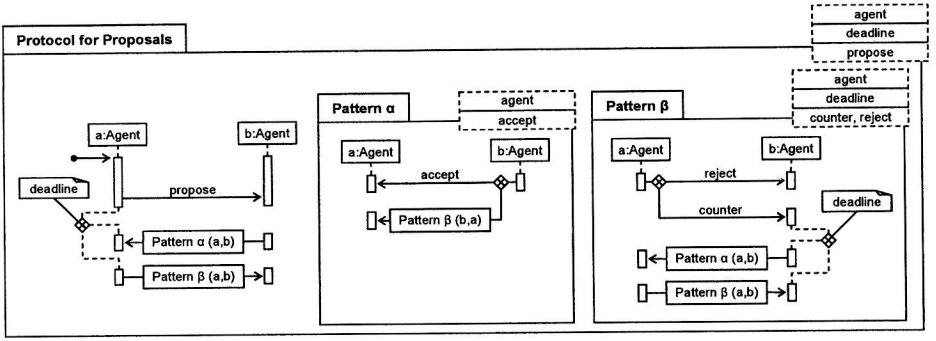 agent
deadline
propose
Protocol for Proposals
a:Agent
b:Agent
deadline
propose
Pattern α (a,b)
Pattern β (a,b)
Pattern α
agent
accept
a:Agent
b:Agent
accept
Pattern β (b,a)
Pattern β
agent
deadline
counter, reject
a:Agent
b:Agent
reject
counter
deadline
Pattern α (a,b)
Pattern β (a,b)